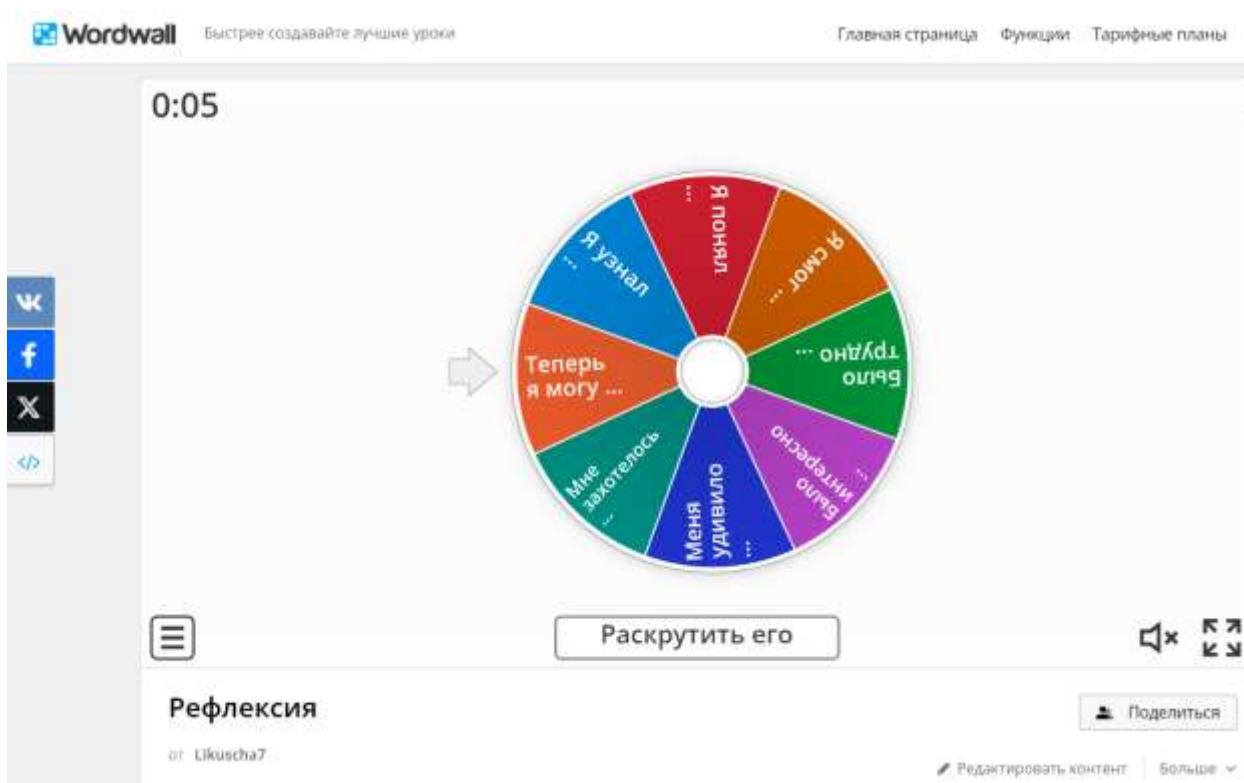 Wordwall Быстрее создавайте лучшие уроки Главная страница Функции Тарифные планы
0:05
Я понял
...
Я смог ...
Было
трудно ...
Было
интересно
...
Меня
удивило
...
Мне
захотелось
...
Теперь
я могу ...
Я узнал
...
Раскрутить его
Рефлексия
Поделиться
от Likuscha7
Редактировать контент Больше